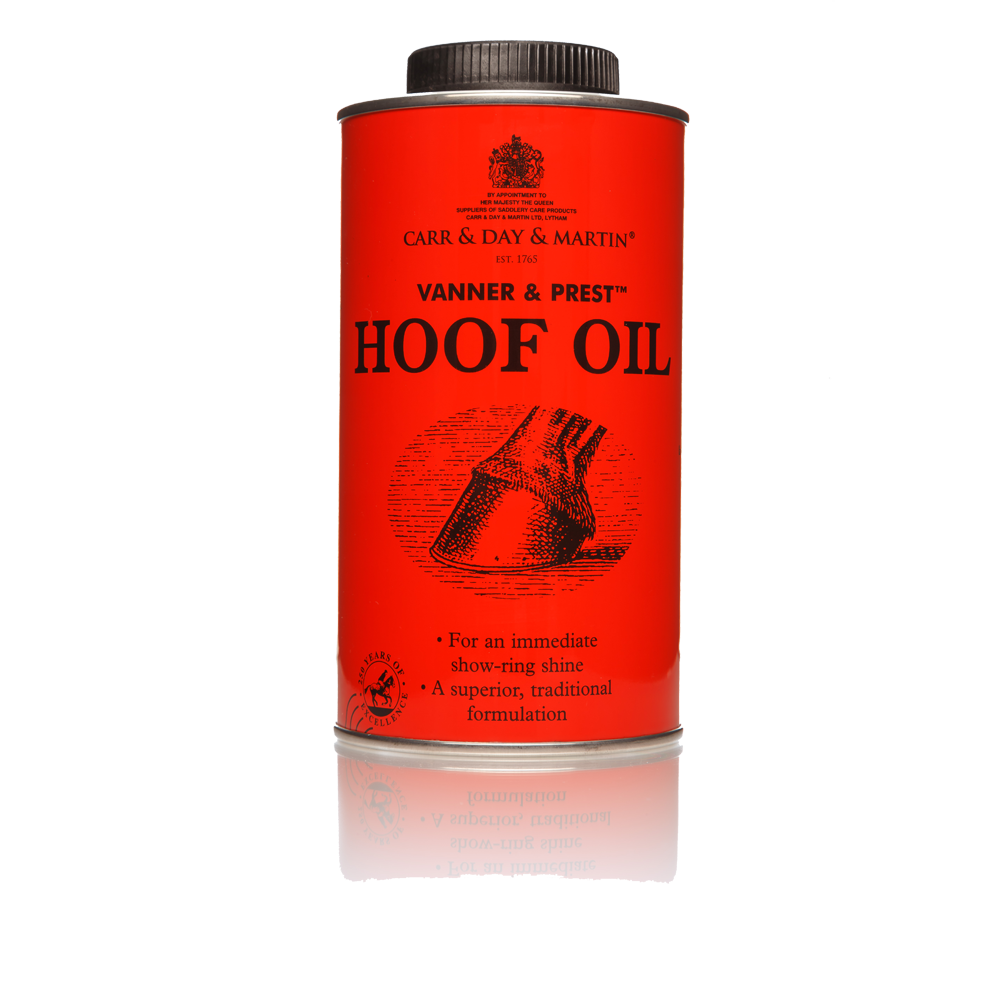 BY APPOINTMENT TO
HER MAJESTY THE QUEEN
SUPPLIERS OF SADDLERY CARE PRODUCTS
CARR & DAY & MARTIN LTD, LYTHAM
CARR & DAY & MARTIN®
EST. 1765
VANNER & PREST™
HOOF OIL
• For an immediate
show-ring shine
• A superior, traditional
formulation
250 YEARS OF
• EXCELLENCE •